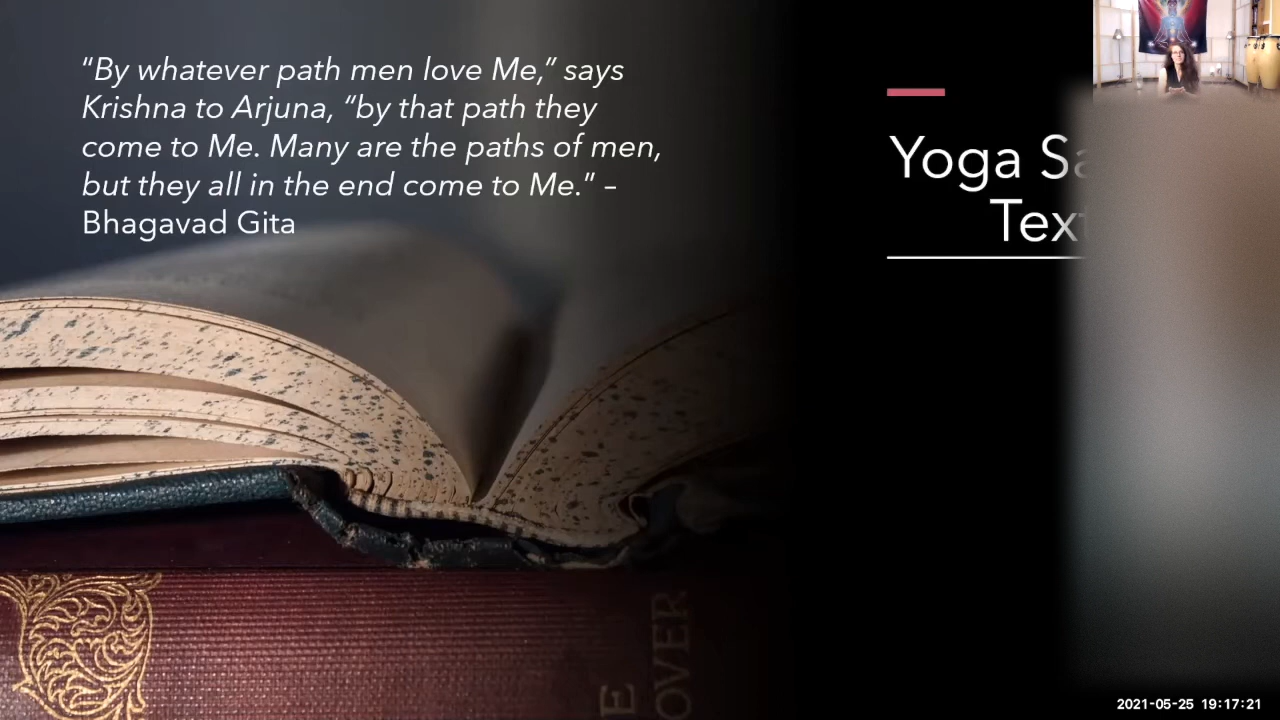 “By whatever path men love Me,” says
Krishna to Arjuna, “by that path they
come to Me. Many are the paths of men,
but they all in the end come to Me.” –
Bhagavad Gita
Yoga
OVER
E
2021-05-25 19:17:21